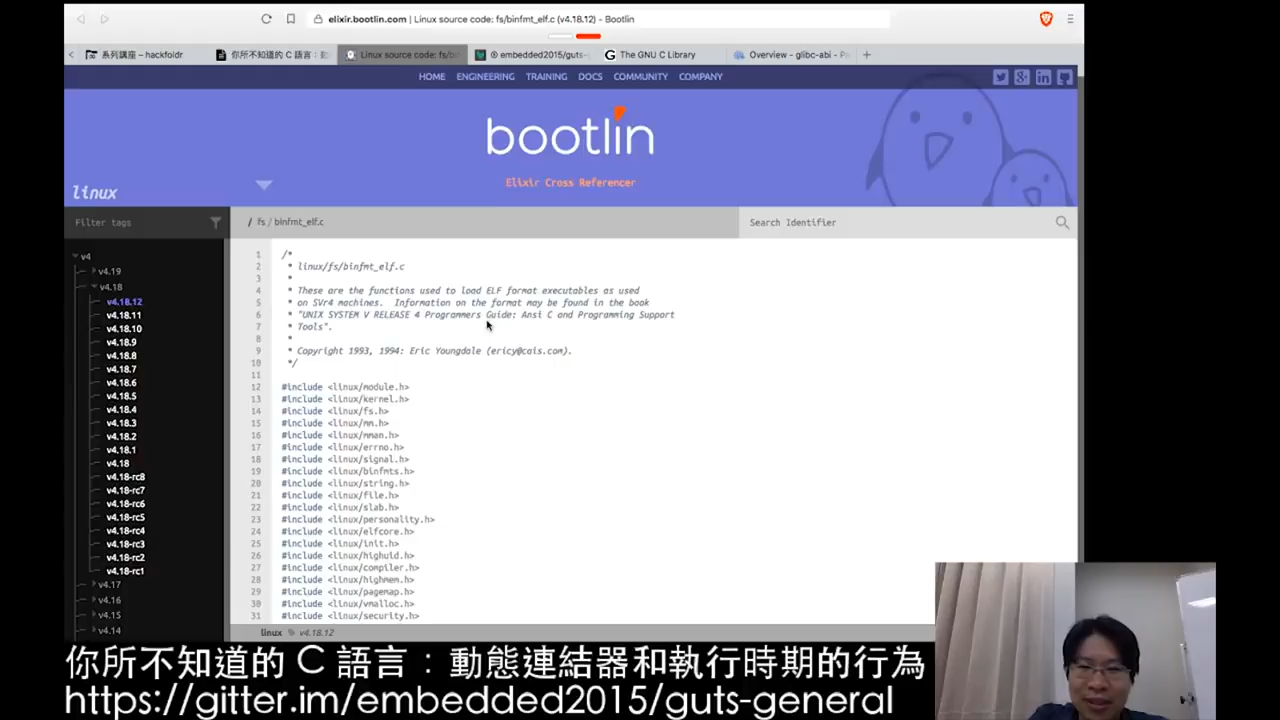 elixir.bootlin.com | Linux source code: fs/binfmt_elf.c (v4.18.12) - Bootlin
系列講座 - hackfoldr
你所不知道的 C 語言：動
Linux source code: fs/bi
embedded2015/guts-
The GNU C Library
Overview - glibc-abi - Pi
HOME ENGINEERING TRAINING DOCS COMMUNITY COMPANY
bootlin
Elixir Cross Referencer
linux
Filter tags
/ fs / binfmt_elf.c
Search Identifier
v4
v4.19
v4.18
v4.18.12
v4.18.11
v4.18.10
v4.18.9
v4.18.8
v4.18.7
v4.18.6
v4.18.5
v4.18.4
v4.18.3
v4.18.2
v4.18.1
v4.18
v4.18-rc8
v4.18-rc7
v4.18-rc6
v4.18-rc5
v4.18-rc4
v4.18-rc3
v4.18-rc2
v4.18-rc1
v4.17
v4.16
v4.15
v4.14
1 /*
2 * linux/fs/binfmt_elf.c
3 *
4 * These are the functions used to load ELF format executables as used
5 * on SVr4 machines. Information on the format may be found in the book
6 * "UNIX SYSTEM V RELEASE 4 Programmers Guide: Ansi C and Programming Support
7 * Tools".
8 *
9 * Copyright 1993, 1994: Eric Youngdale (ericy@cais.com).
10 */
11
12 #include <linux/module.h>
13 #include <linux/kernel.h>
14 #include <linux/fs.h>
15 #include <linux/mm.h>
16 #include <linux/mman.h>
17 #include <linux/errno.h>
18 #include <linux/signal.h>
19 #include <linux/binfmts.h>
20 #include <linux/string.h>
21 #include <linux/file.h>
22 #include <linux/slab.h>
23 #include <linux/personality.h>
24 #include <linux/elfcore.h>
25 #include <linux/init.h>
26 #include <linux/highuid.h>
27 #include <linux/compiler.h>
28 #include <linux/highmem.h>
29 #include <linux/pagemap.h>
30 #include <linux/vmalloc.h>
31 #include <linux/security.h>
linux v4.18.12
你所不知道的 C 語言：動態連結器和執行時期的行為
https://gitter.im/embedded2015/guts-general